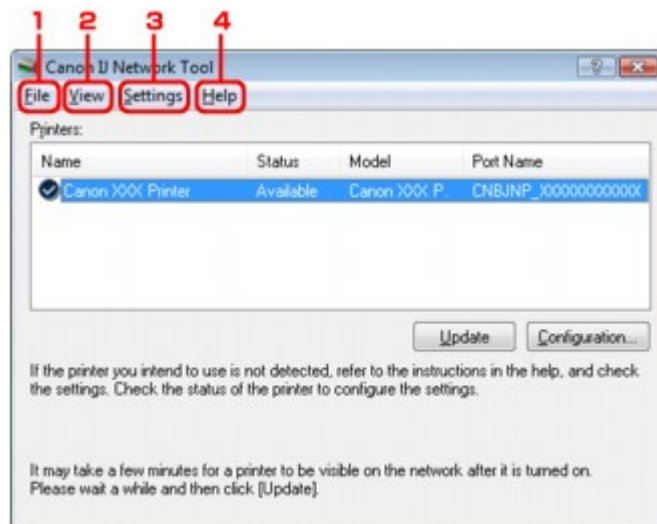 1 2 3 4
Canon IJ Network Tool
File View Settings Help
Printers:
Name Status Model Port Name
Canon XXX Printer Available Canon XXX P... CNBJNP_XXXXXXXXXXXX
Update Configuration...
If the printer you intend to use is not detected, refer to the instructions in the help, and check
the settings. Check the status of the printer to configure the settings.
It may take a few minutes for a printer to be visible on the network after it is turned on.
Please wait a while and then click [Update].